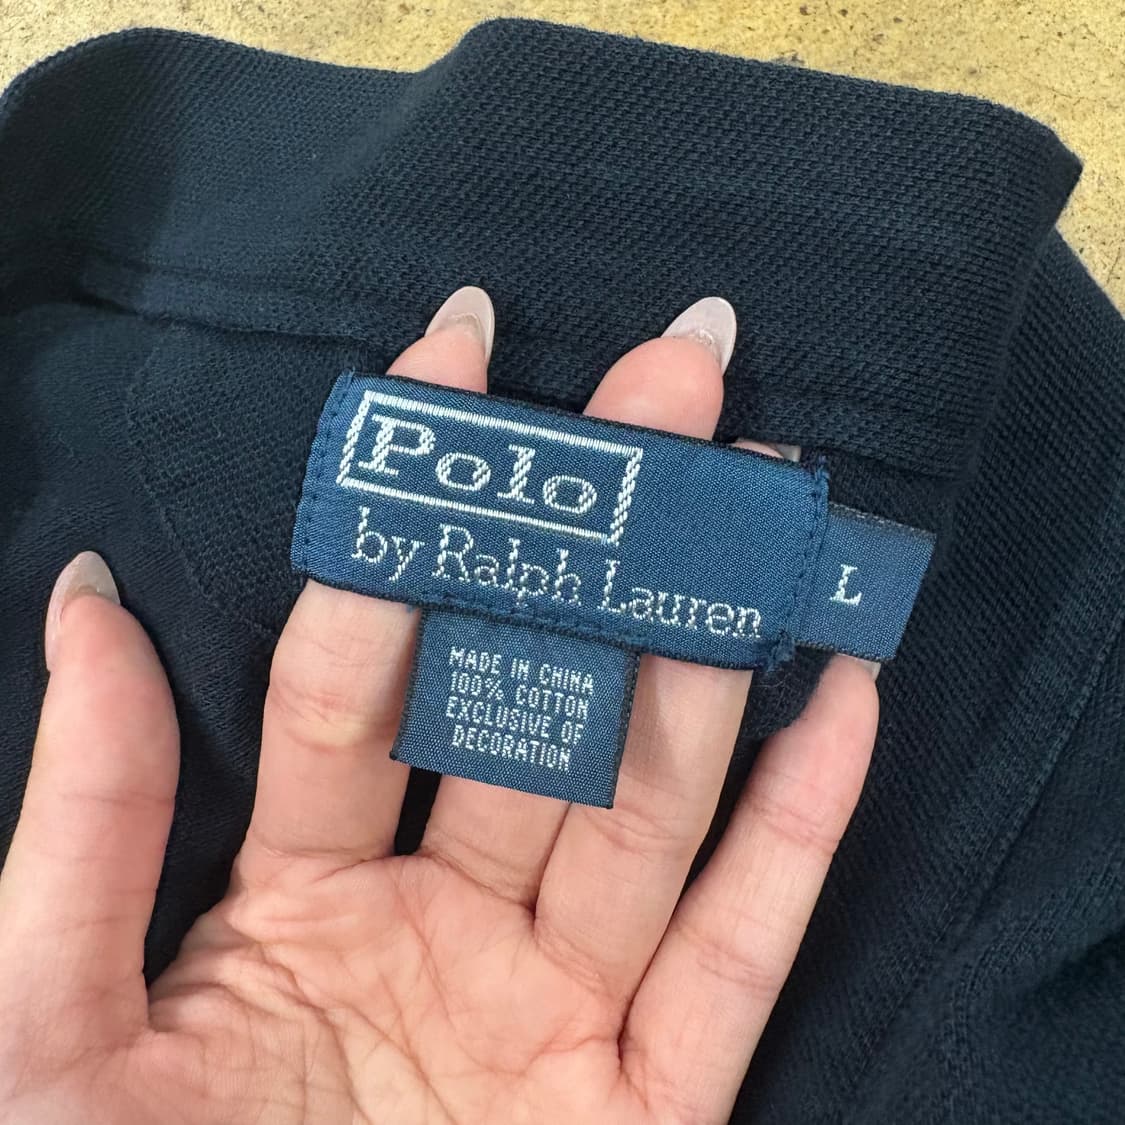 Polo
by Ralph Lauren
L
MADE IN CHINA
100% COTTON
EXCLUSIVE OF
DECORATION